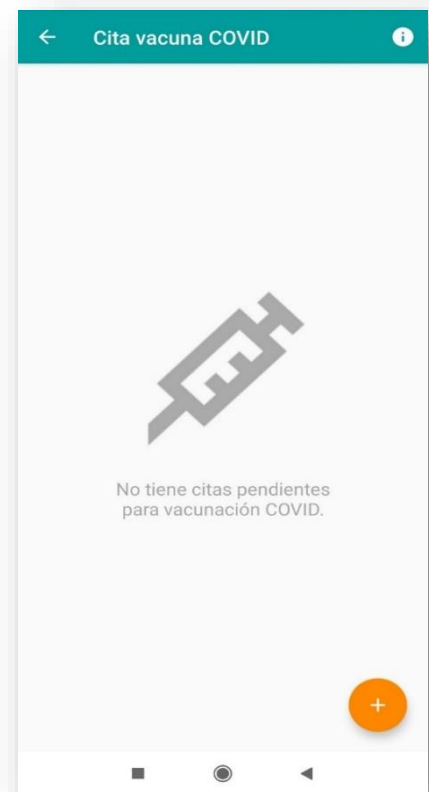 Cita vacuna COVID
No tiene citas pendientes
para vacunación COVID.